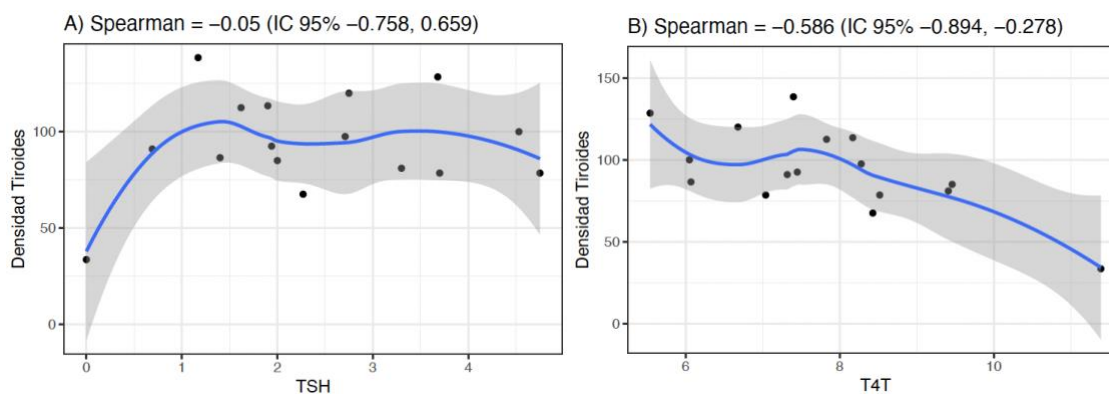 A) Spearman = −0.05 (IC 95% −0.758, 0.659)
Densidad Tiroides
100
50
0
0
1
2
3
4
TSH
B) Spearman = −0.586 (IC 95% −0.894, −0.278)
Densidad Tiroides
150
100
50
0
6
8
10
T4T